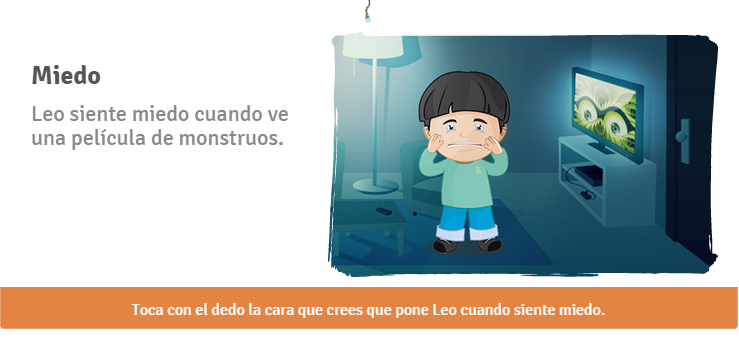 Miedo
Leo siente miedo cuando ve
una película de monstruos.
Toca con el dedo la cara que crees que pone Leo cuando siente miedo.